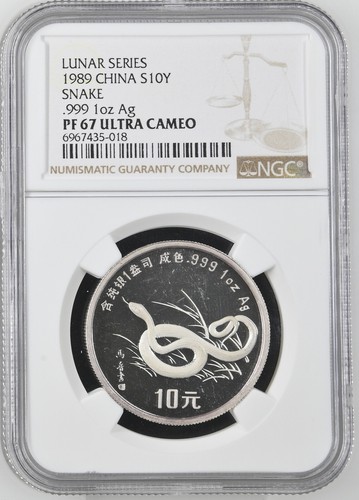 LUNAR SERIES
1989 CHINA S10Y
SNAKE
.999 1oz Ag
PF 67 ULTRA CAMEO
6967435-018
NUMISMATIC GUARANTY COMPANY
NGC
含纯银1盎司 成色.999 1oz Ag
10元